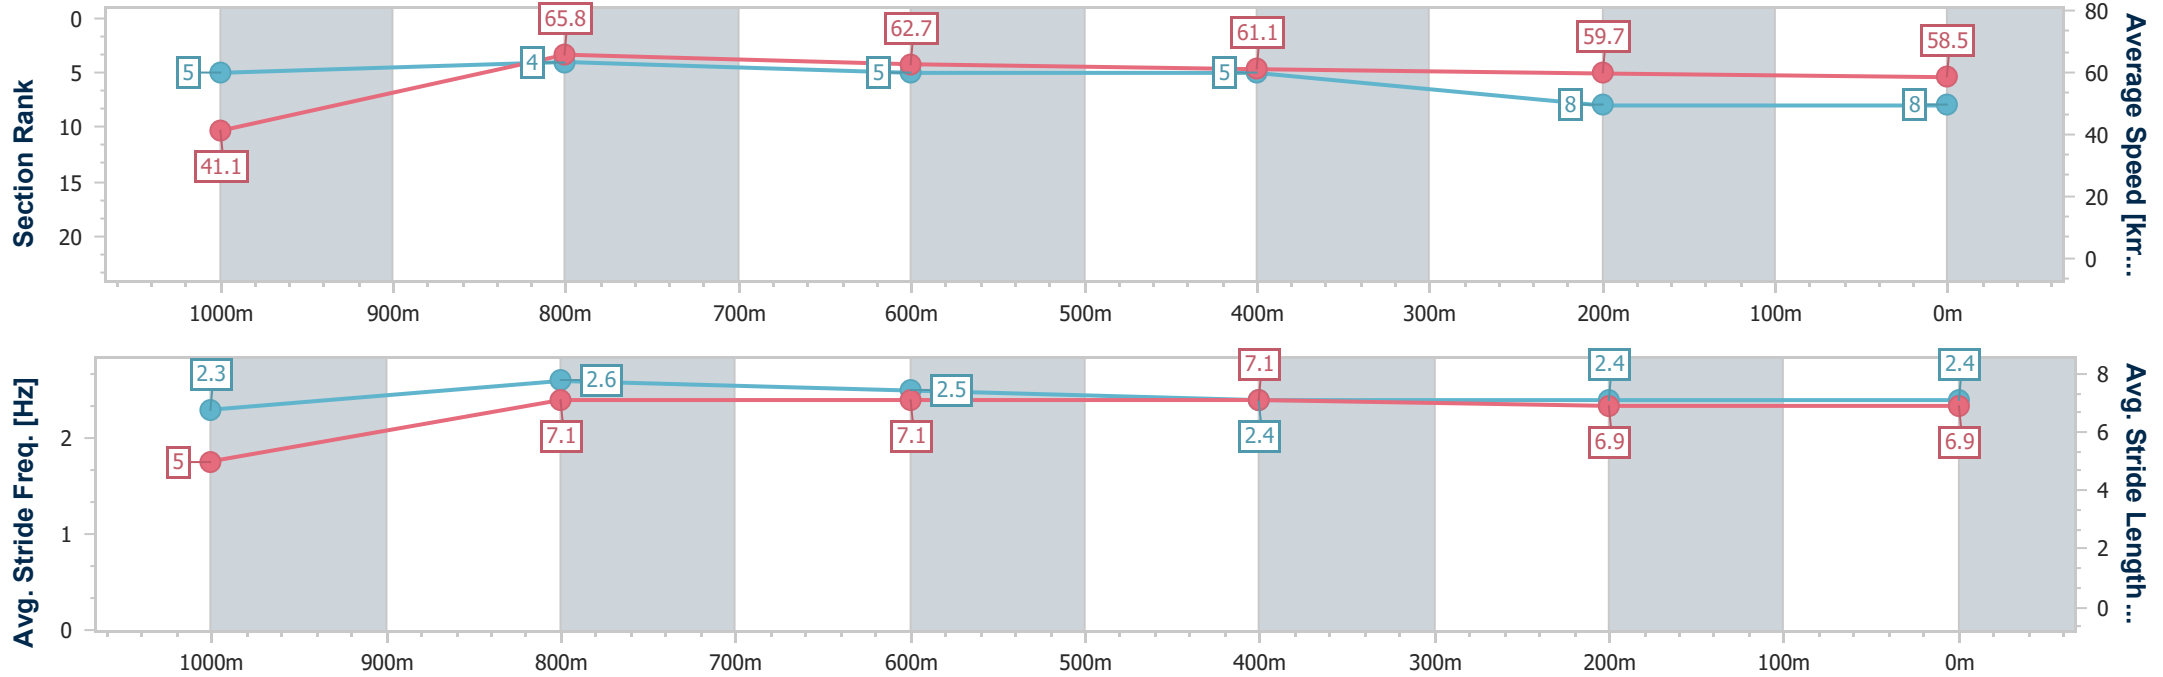 Section Rank
0
5
10
15
20
5
4
5
5
8
8
41.1
65.8
62.7
61.1
59.7
58.5
80
60
40
20
0
Average Speed [km...
1000m
900m
800m
700m
600m
500m
400m
300m
200m
100m
0m
Avg. Stride Freq. [Hz]
2
1
0
2.3
2.6
2.5
2.4
2.4
2.4
5
7.1
7.1
7.1
6.9
6.9
8
6
4
2
0
Avg. Stride Length...
1000m
900m
800m
700m
600m
500m
400m
300m
200m
100m
0m